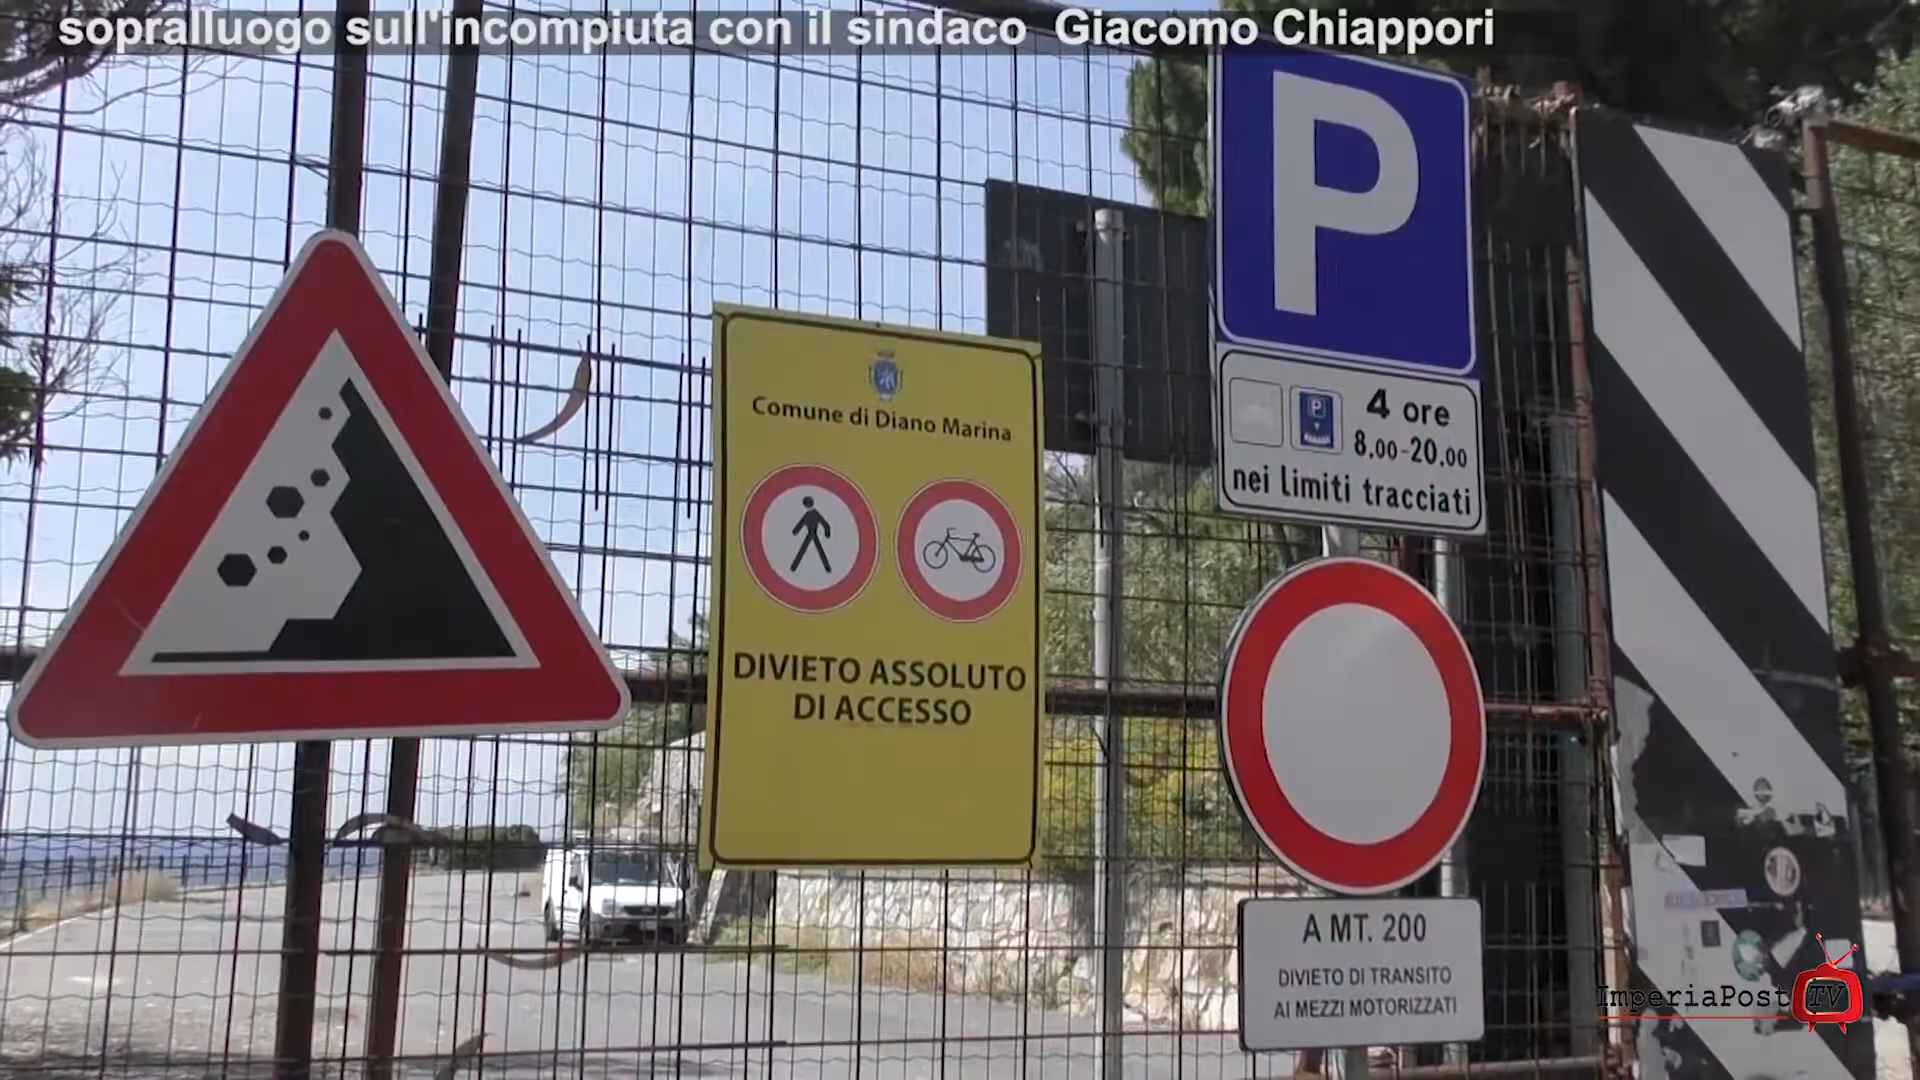 sopralluogo sull'incompiuta con il sindaco Giacomo Chiappori
P
P
4 ore
8.00-20.00
nei limiti tracciati
Comune di Diano Marina
DIVIETO ASSOLUTO
DI ACCESSO
A MT. 200
DIVIETO DI TRANSITO
AI MEZZI MOTORIZZATI
ImperiaPost TV